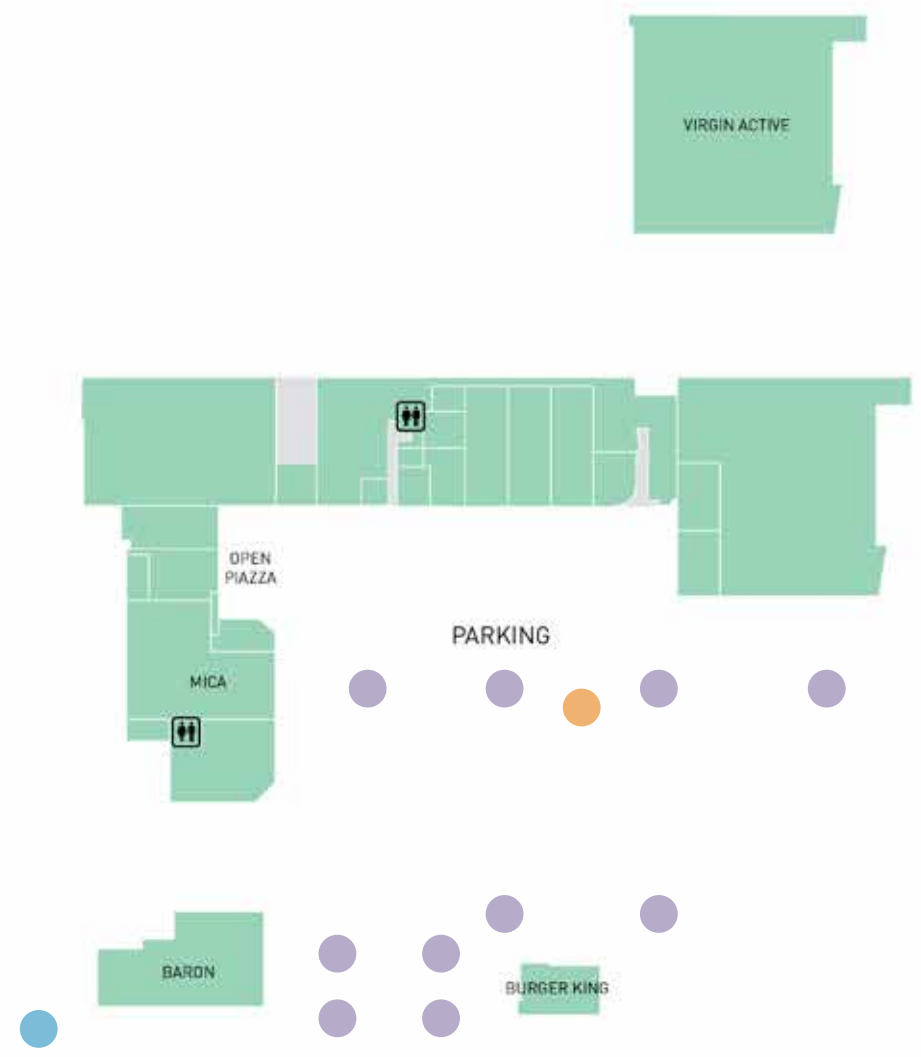 VIRGIN ACTIVE
OPEN
PIAZZA
PARKING
MICA
BARON
BURGER KING